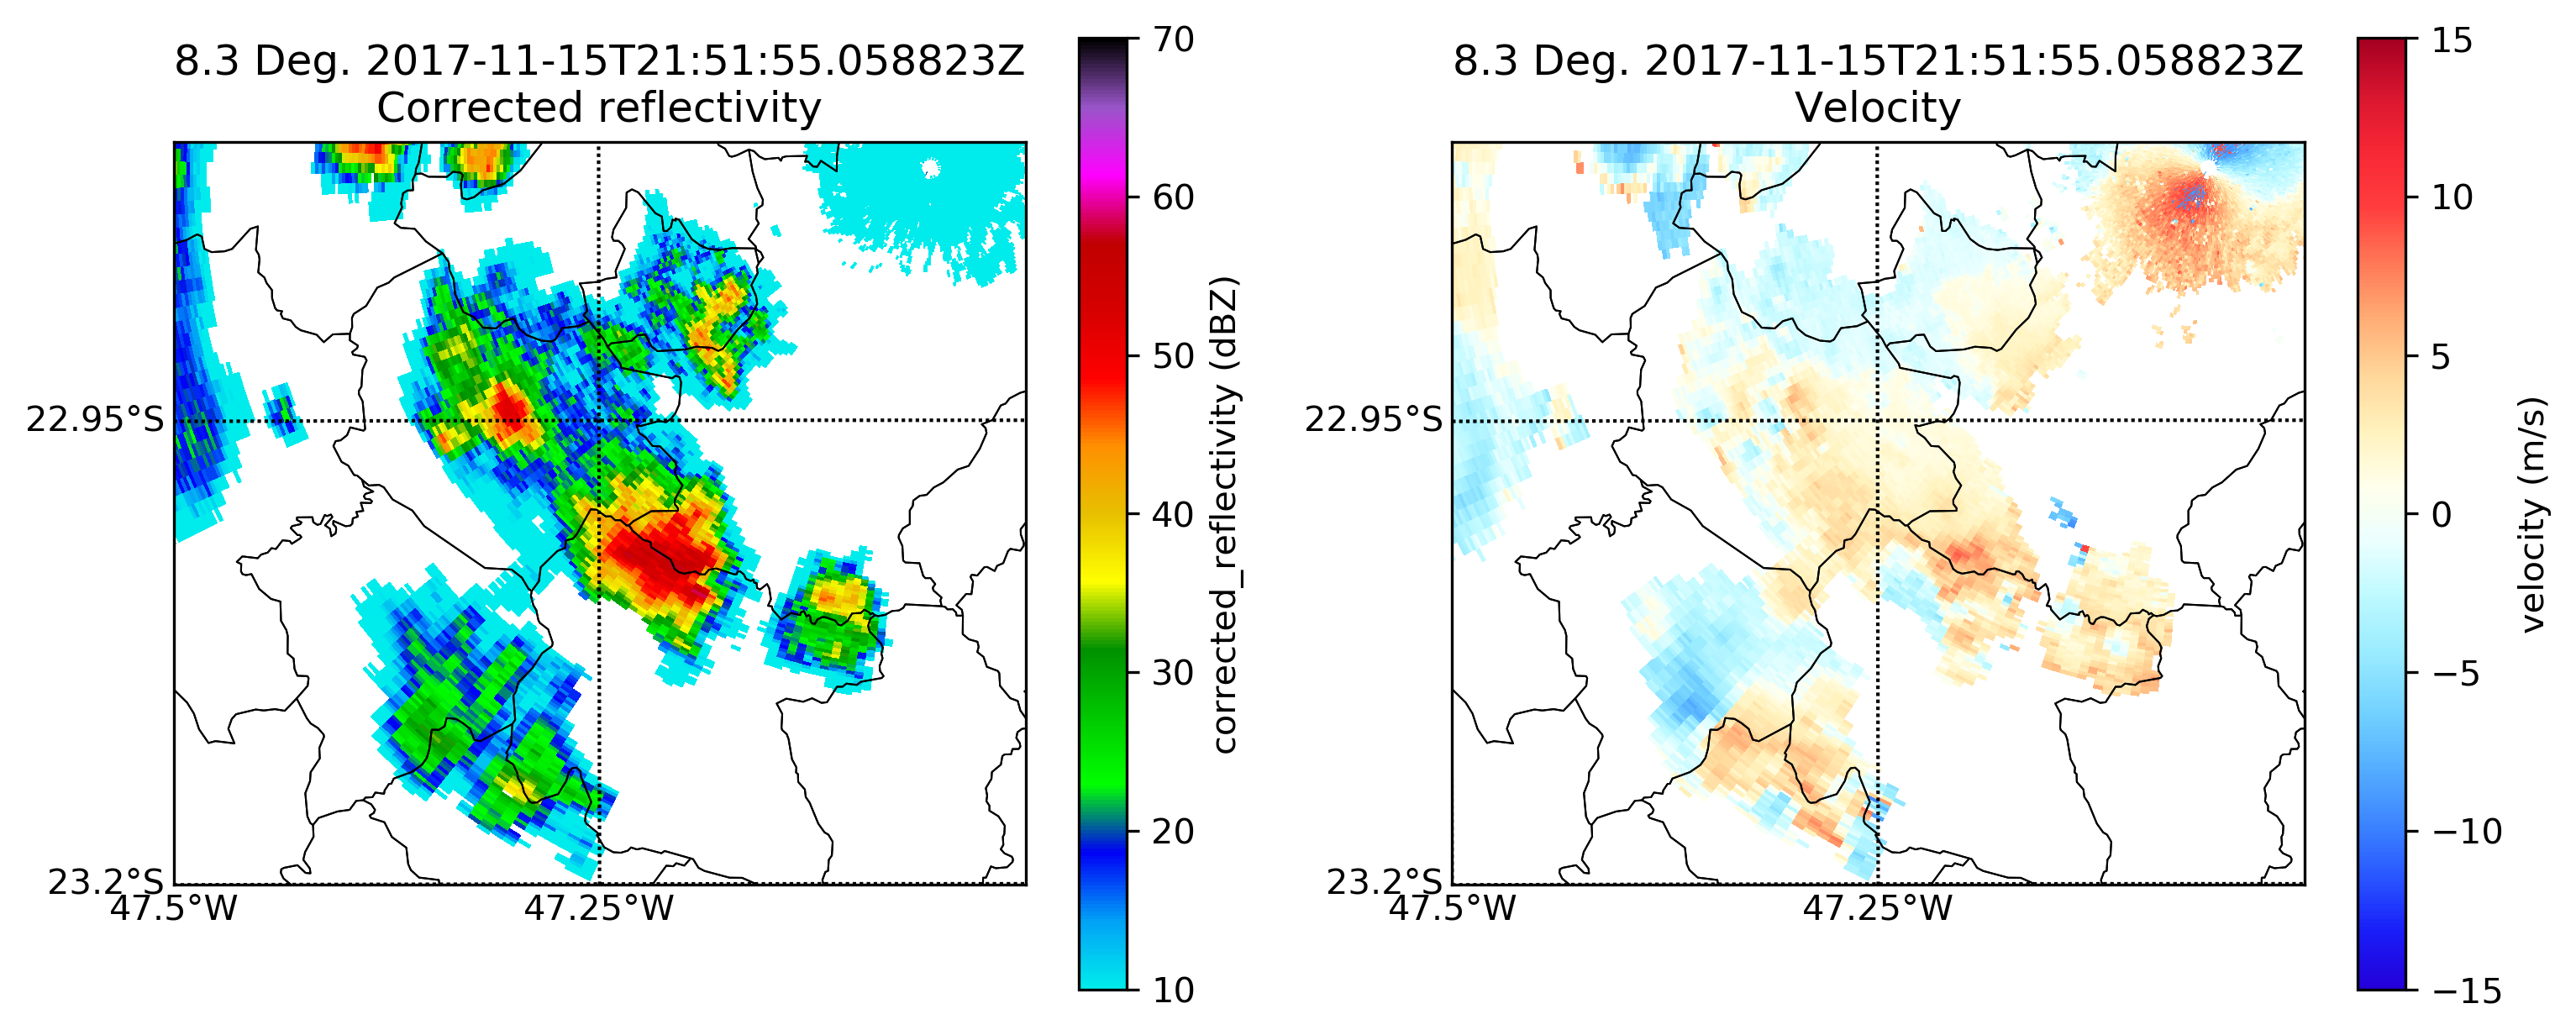 8.3 Deg. 2017-11-15T21:51:55.058823Z
Corrected reflectivity
22.95°S
23.2°S
47.5°W
47.25°W
70
60
50
40
30
20
10
corrected_reflectivity (dBZ)
8.3 Deg. 2017-11-15T21:51:55.058823Z
Velocity
22.95°S
23.2°S
47.5°W
47.25°W
15
10
5
0
−5
−10
−15
velocity (m/s)